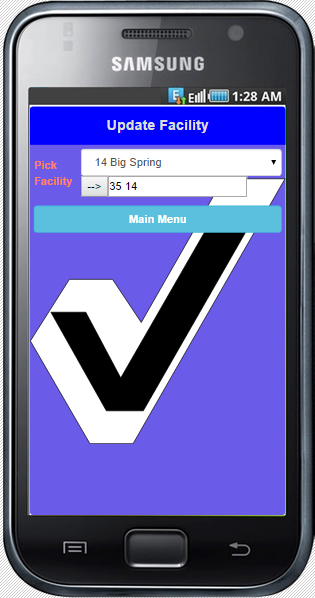 SAMSUNG
E 1:28 AM
Update Facility
Pick
Facility
14 Big Spring
--> 35 14
Main Menu